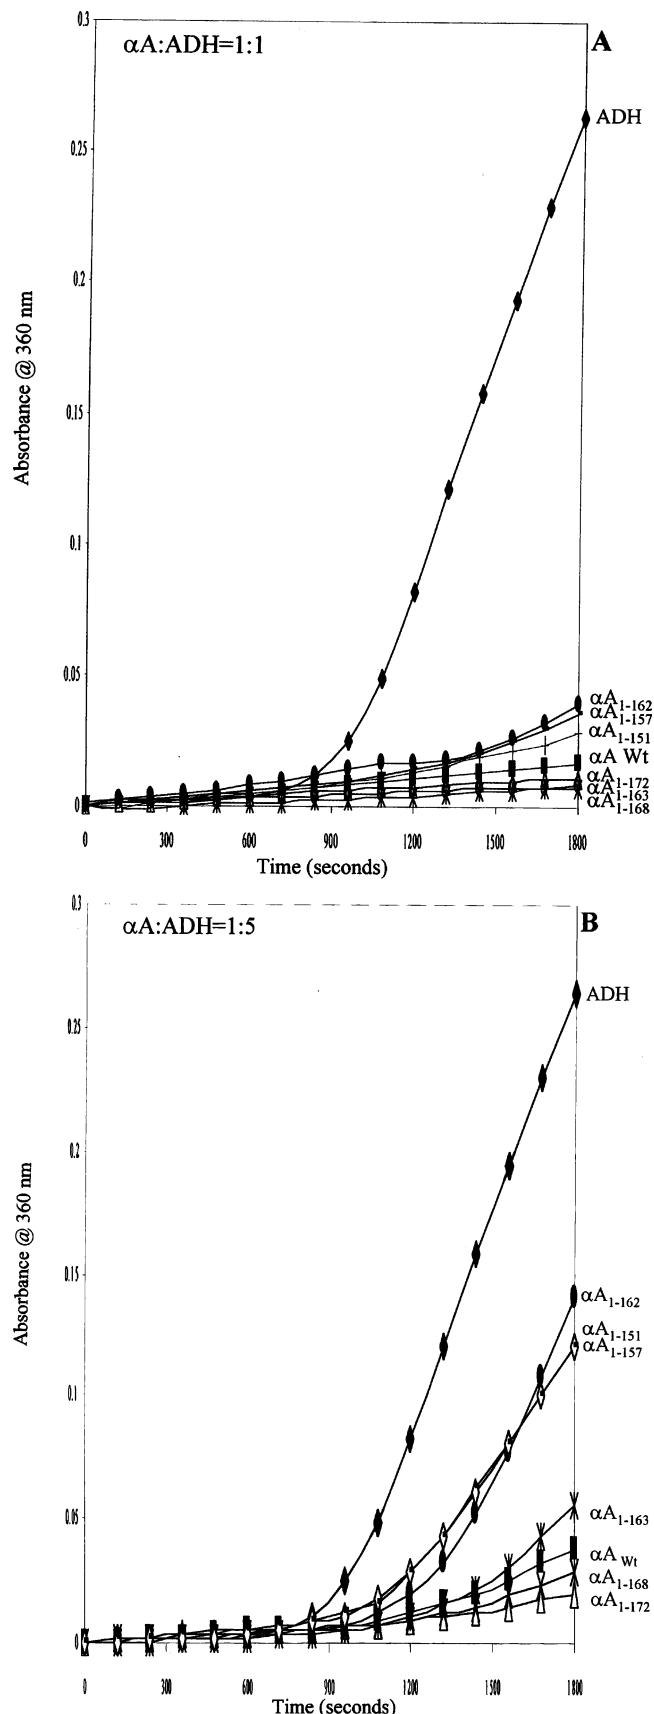 0.3
αA:ADH=1:1
A
ADH
0.25
0.2
Absorbance @ 360 nm
0.15
0.1
0.05
αA1-162
αA1-157
αA1-151
αA Wt
αA1-172
αA1-163
αA1-168
0
0 300 600 900 1200 1500 1800
Time (seconds)
0.3
αA:ADH=1:5
B
ADH
0.25
0.2
Absorbance @ 360 nm
0.15
αA1-162
αA1-151
αA1-157
0.1
0.05
αA1-163
αA Wt
αA1-168
αA1-172
0
0 300 600 900 1200 1500 1800
Time (seconds)